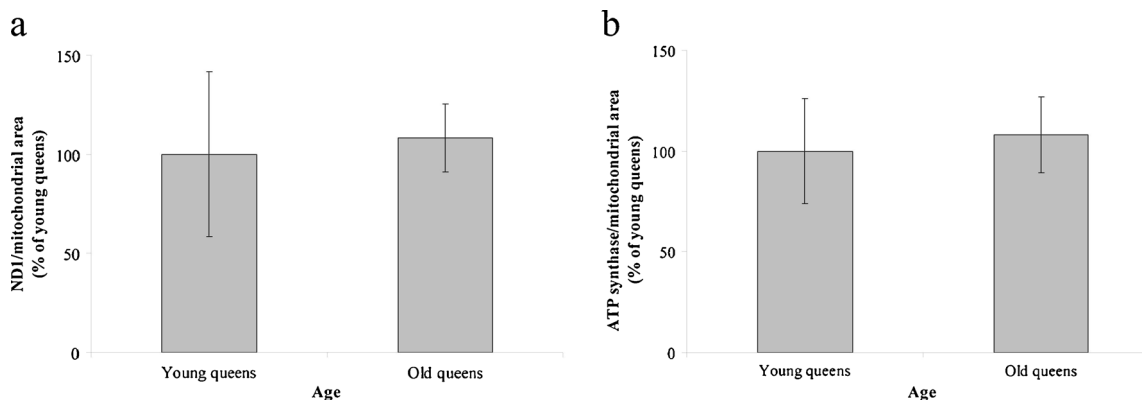 a
ND1/mitochondrial area
(% of young queens)
150
100
50
0
Young queens
Old queens
Age
b
ATP synthase/mitochondrial area
(% of young queens)
150
100
50
0
Young queens
Old queens
Age